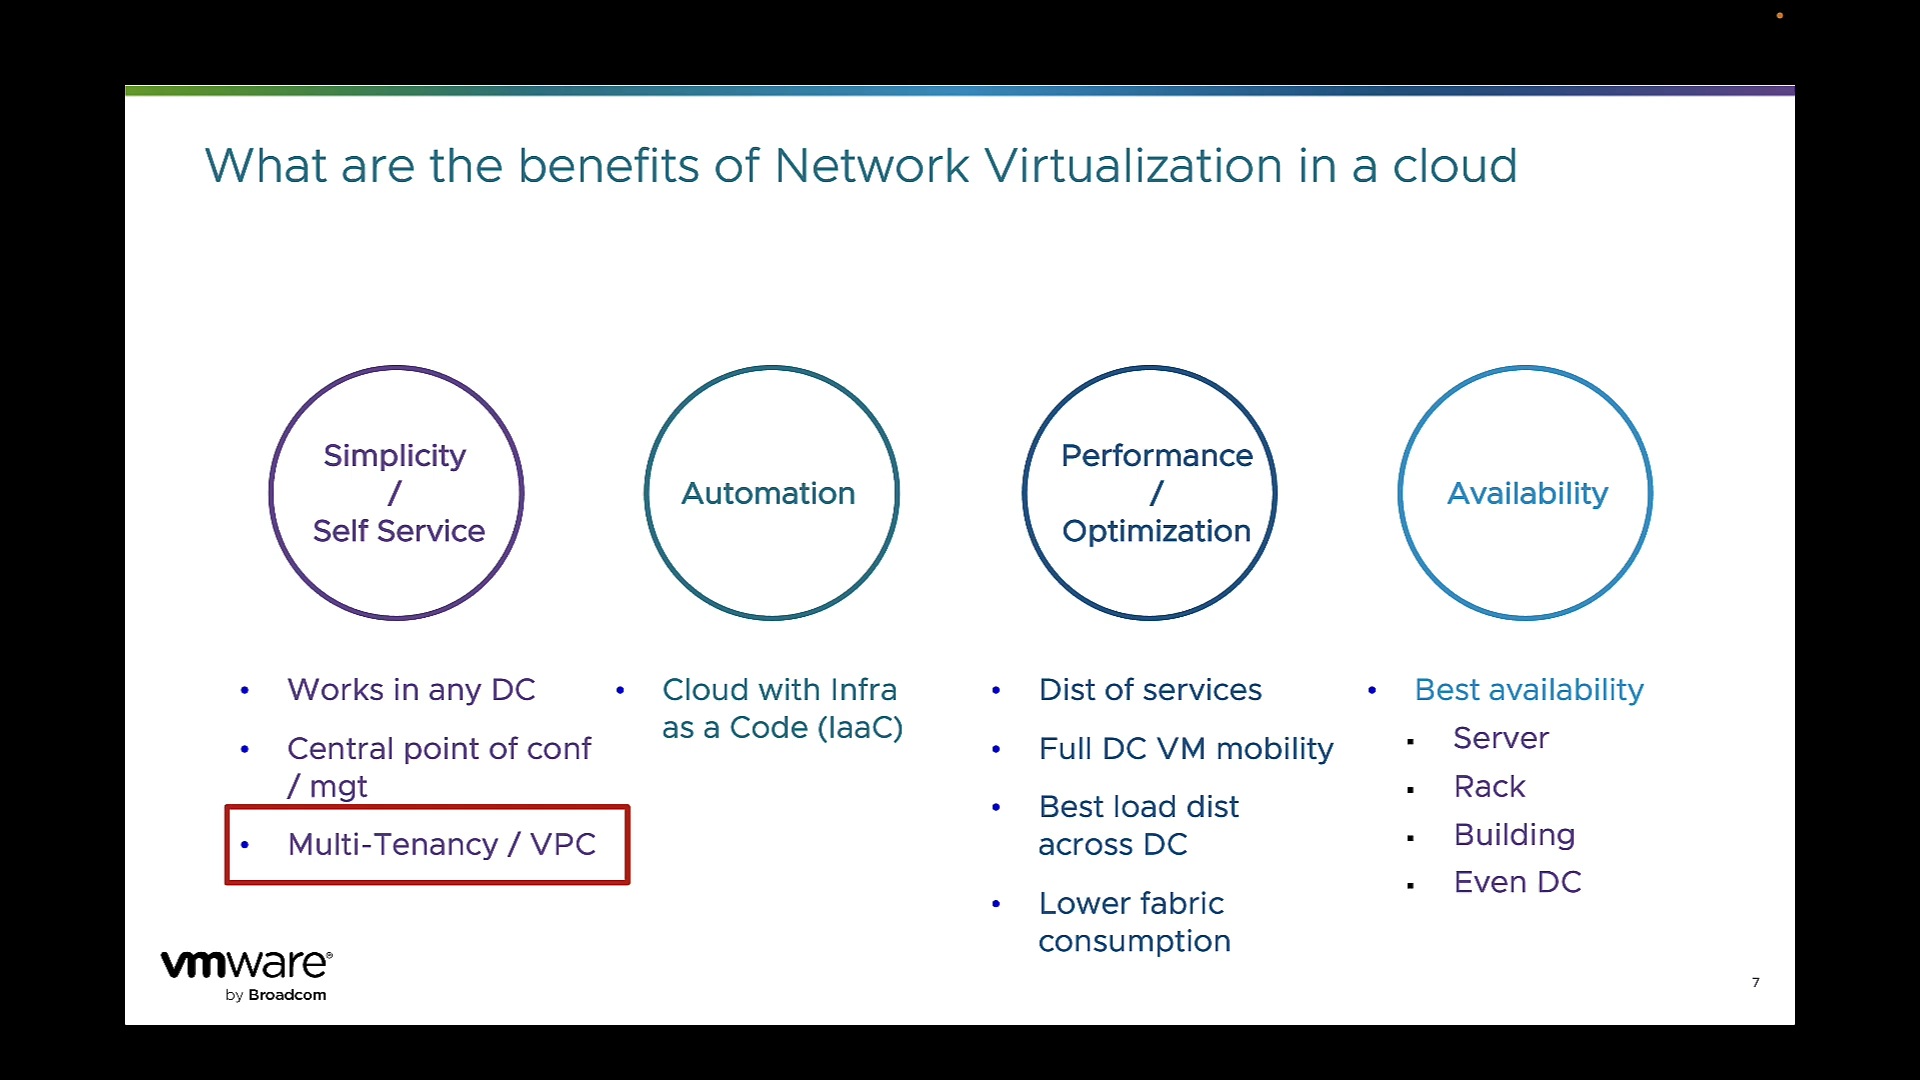 What are the benefits of Network Virtualization in a cloud
Simplicity
/
Self Service
Automation
Performance
/
Optimization
Availability
• Works in any DC
• Central point of conf
/ mgt
• Multi-Tenancy / VPC
• Cloud with Infra
as a Code (IaaC)
• Dist of services
• Full DC VM mobility
• Best load dist
across DC
• Lower fabric
consumption
• Best availability
▪ Server
▪ Rack
▪ Building
▪ Even DC
vmware®
by Broadcom
7